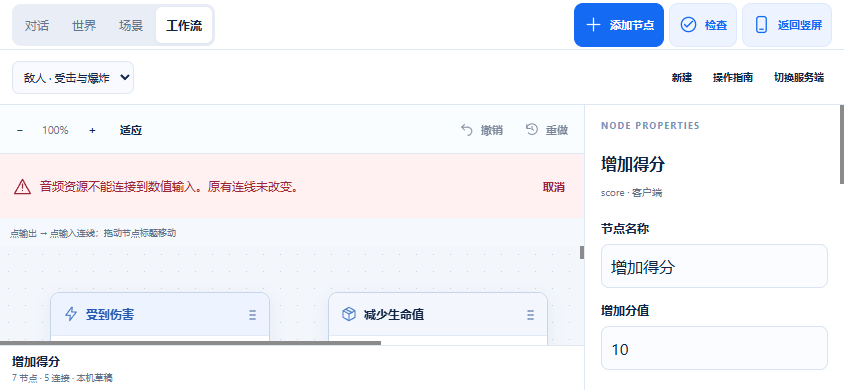 对话 世界 场景 工作流 添加节点 检查 返回竖屏
敌人 · 受击与爆炸 新建 操作指南 切换服务端
− 100% + 适应 撤销 重做
音频资源不能连接到数值输入。原有连线未改变。 取消
点输出 → 点输入连线；拖动节点标题移动
受到伤害 减少生命值
增加得分
7 节点 · 5 连接 · 本机草稿
NODE PROPERTIES
增加得分
score · 客户端
节点名称
增加得分
增加分值
10